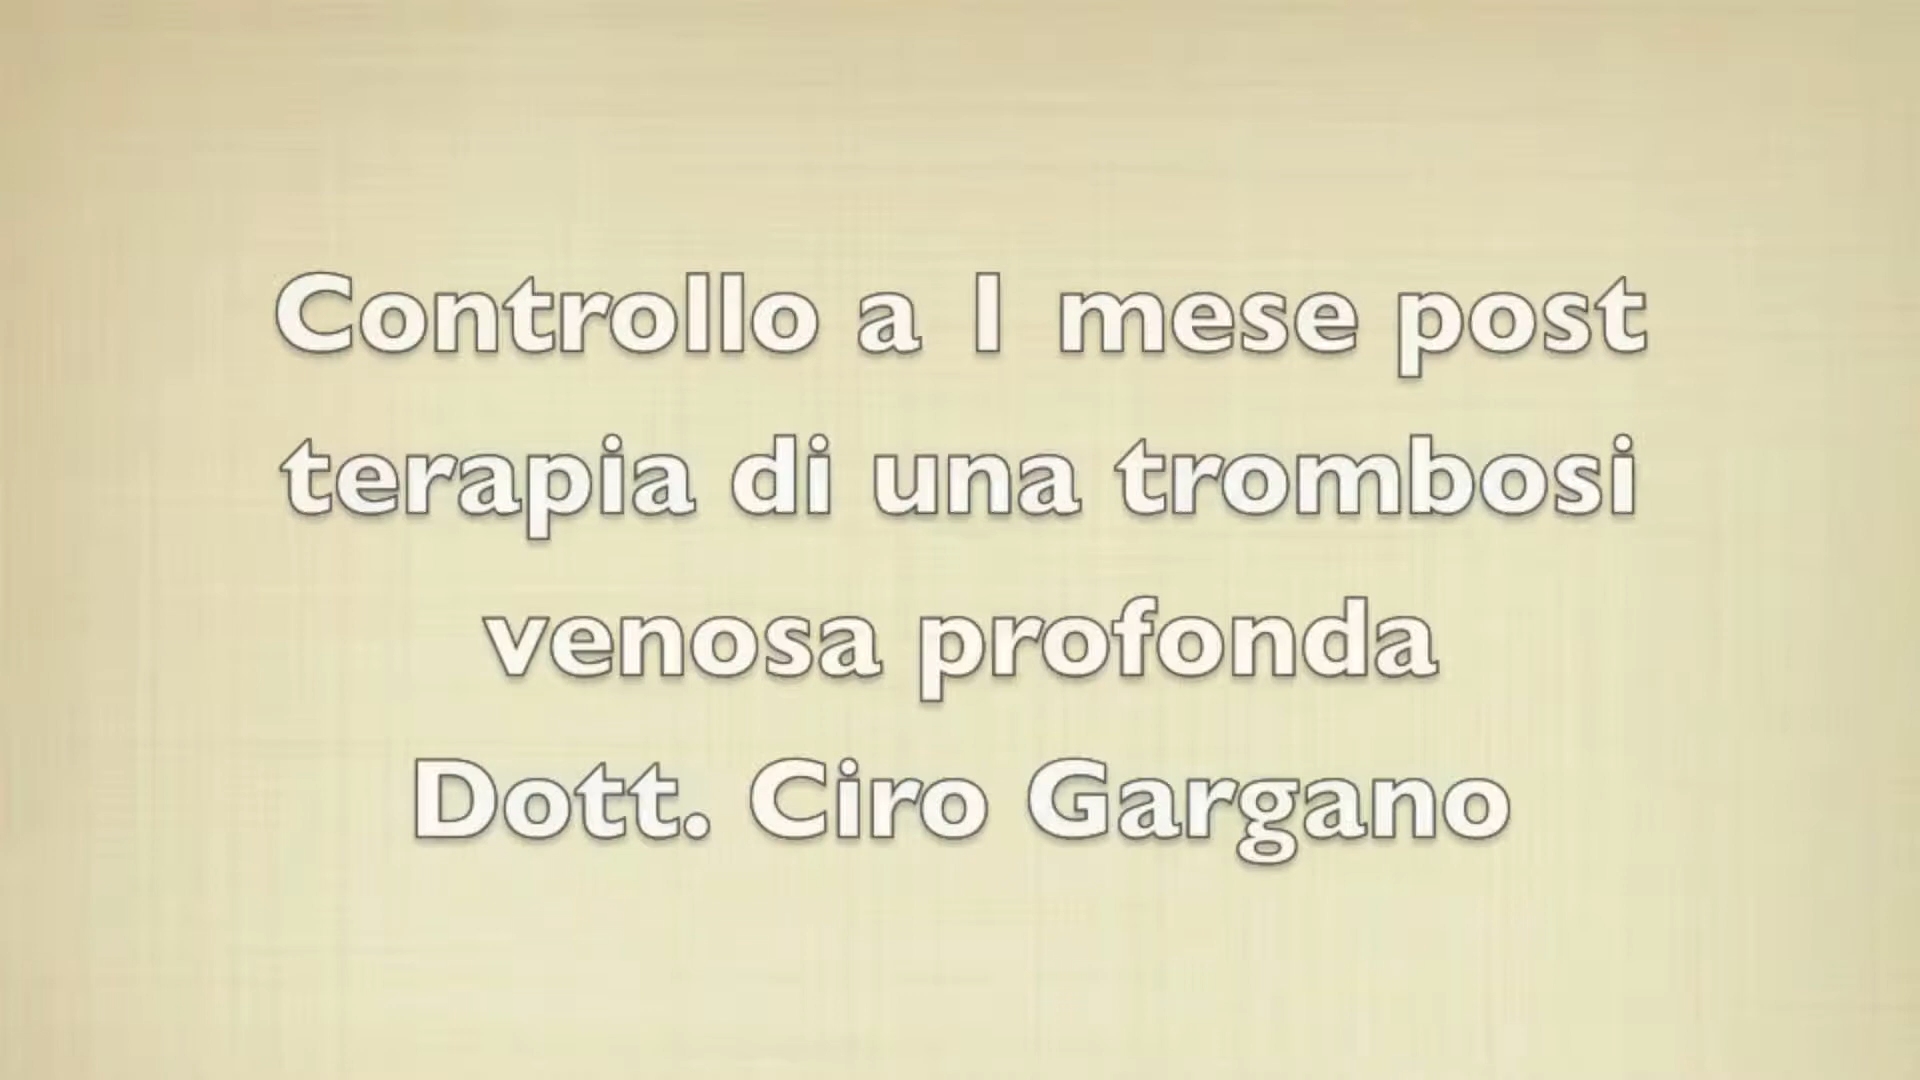 Controllo a 1 mese post
terapia di una trombosi
venosa profonda
Dott. Ciro Gargano